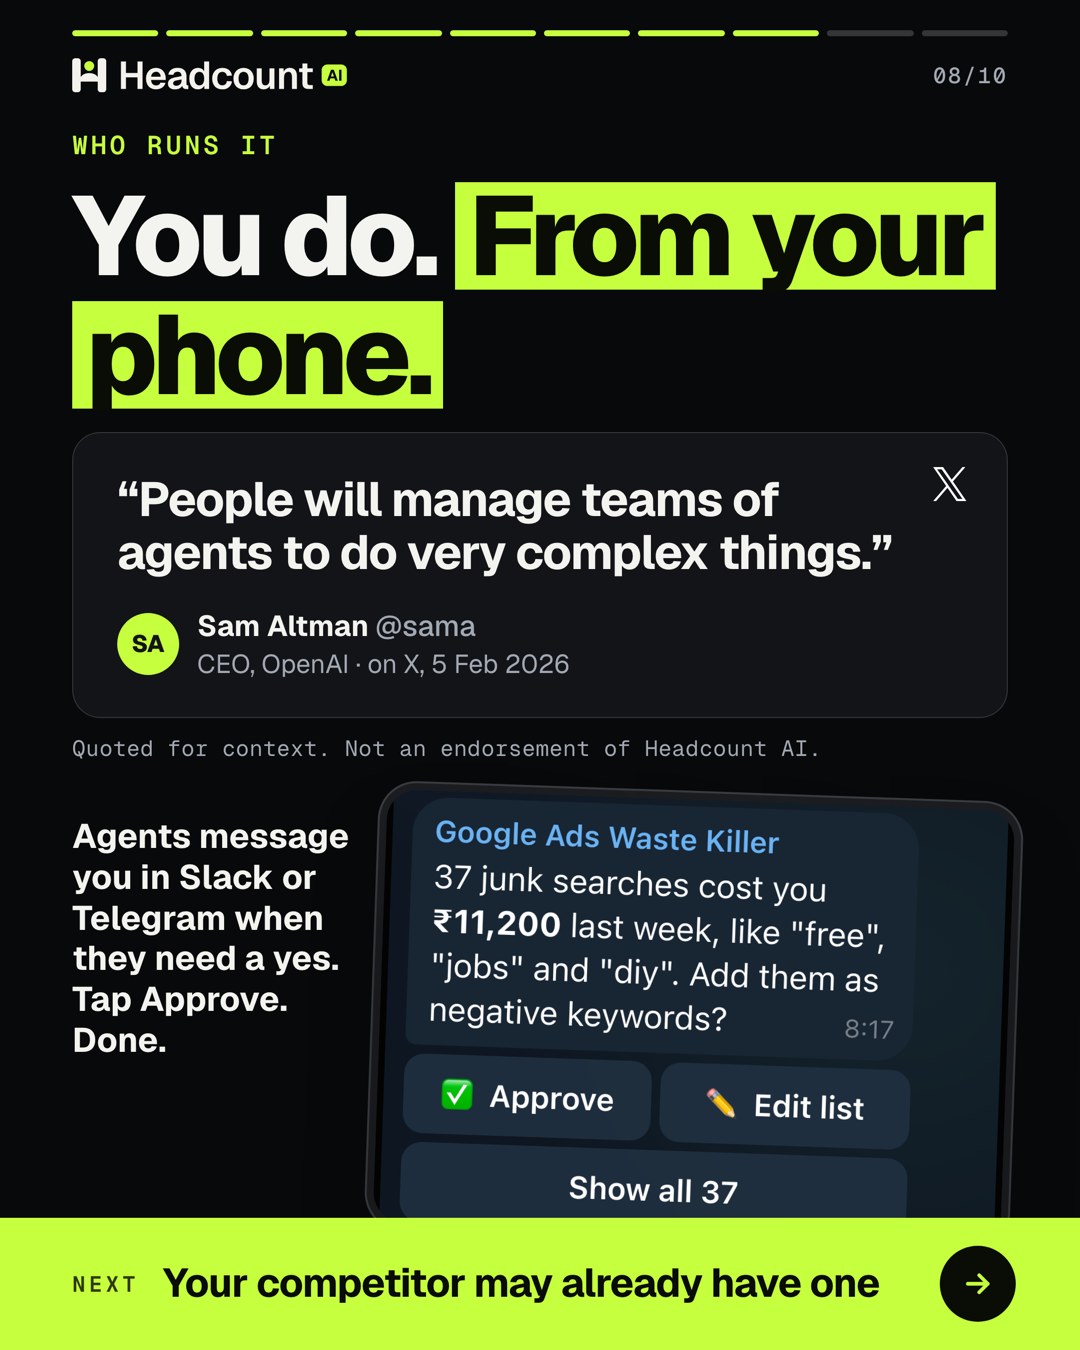 Headcount AI
08/10
WHO RUNS IT
You do. From your
phone.
“People will manage teams of
agents to do very complex things.”
SA
Sam Altman @sama
CEO, OpenAI · on X, 5 Feb 2026
Quoted for context. Not an endorsement of Headcount AI.
Agents message
you in Slack or
Telegram when
they need a yes.
Tap Approve.
Done.
Google Ads Waste Killer
37 junk searches cost you
₹11,200 last week, like "free",
"jobs" and "diy". Add them as
negative keywords?
8:17
✅ Approve
✏️ Edit list
Show all 37
NEXT Your competitor may already have one →